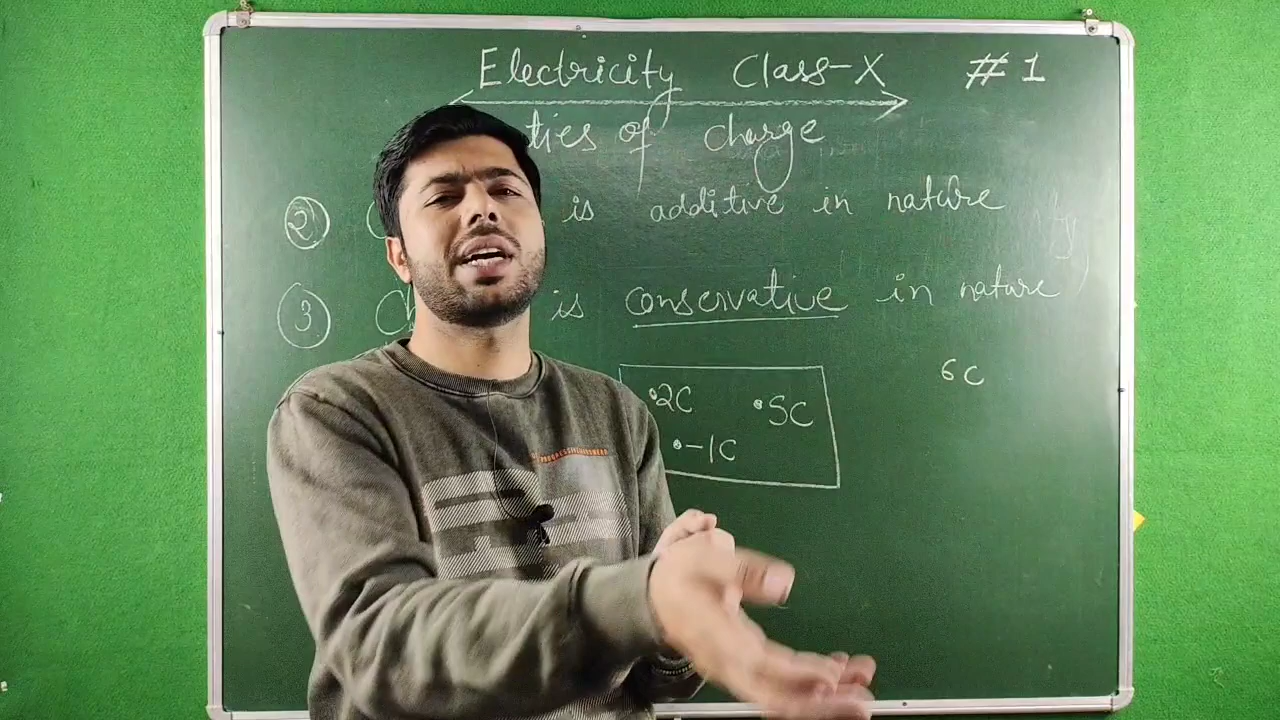 Electricity Class-X #1
ties of charge
2 C is additive in nature
3 Ch is conservative in nature
6C
2C 5C
-1C